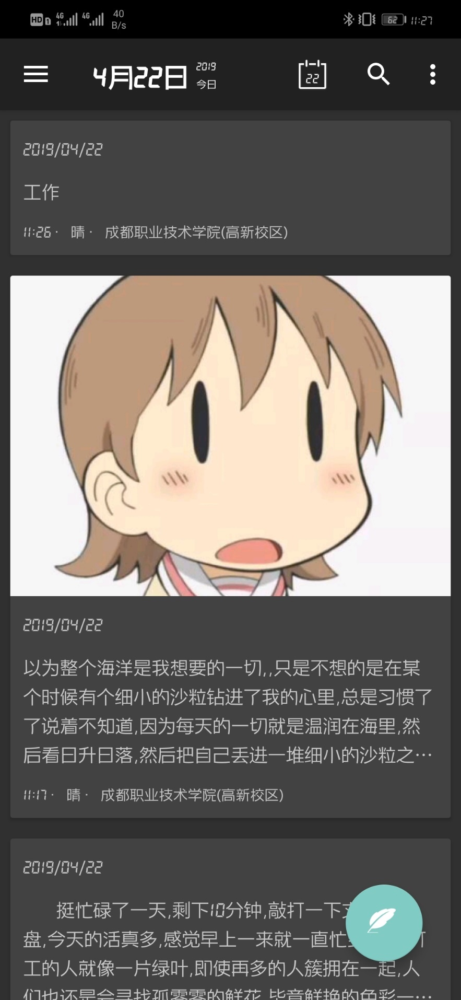 HD 1 4G 1 4G 40 B/s 62 11:27
4月22日 2019 今日 22
2019/04/22
工作
11:26 · 晴 · 成都职业技术学院(高新校区)
2019/04/22
以为整个海洋是我想要的一切,,只是不想的是在某
个时候有个细小的沙粒钻进了我的心里,总是习惯了
了说着不知道,因为每天的一切就是温润在海里,然
后看日升日落,然后把自己丢进一堆细小的沙粒之…
11:17 · 晴 · 成都职业技术学院(高新校区)
2019/04/22
挺忙碌了一天,剩下10分钟,敲打一下
盘,今天的活真多,感觉早上一来就一直忙
工的人就像一片绿叶,即使再多的人簇拥在一起,人
们也还是会寻找孤零零的鲜花,毕竟鲜艳的色彩一…